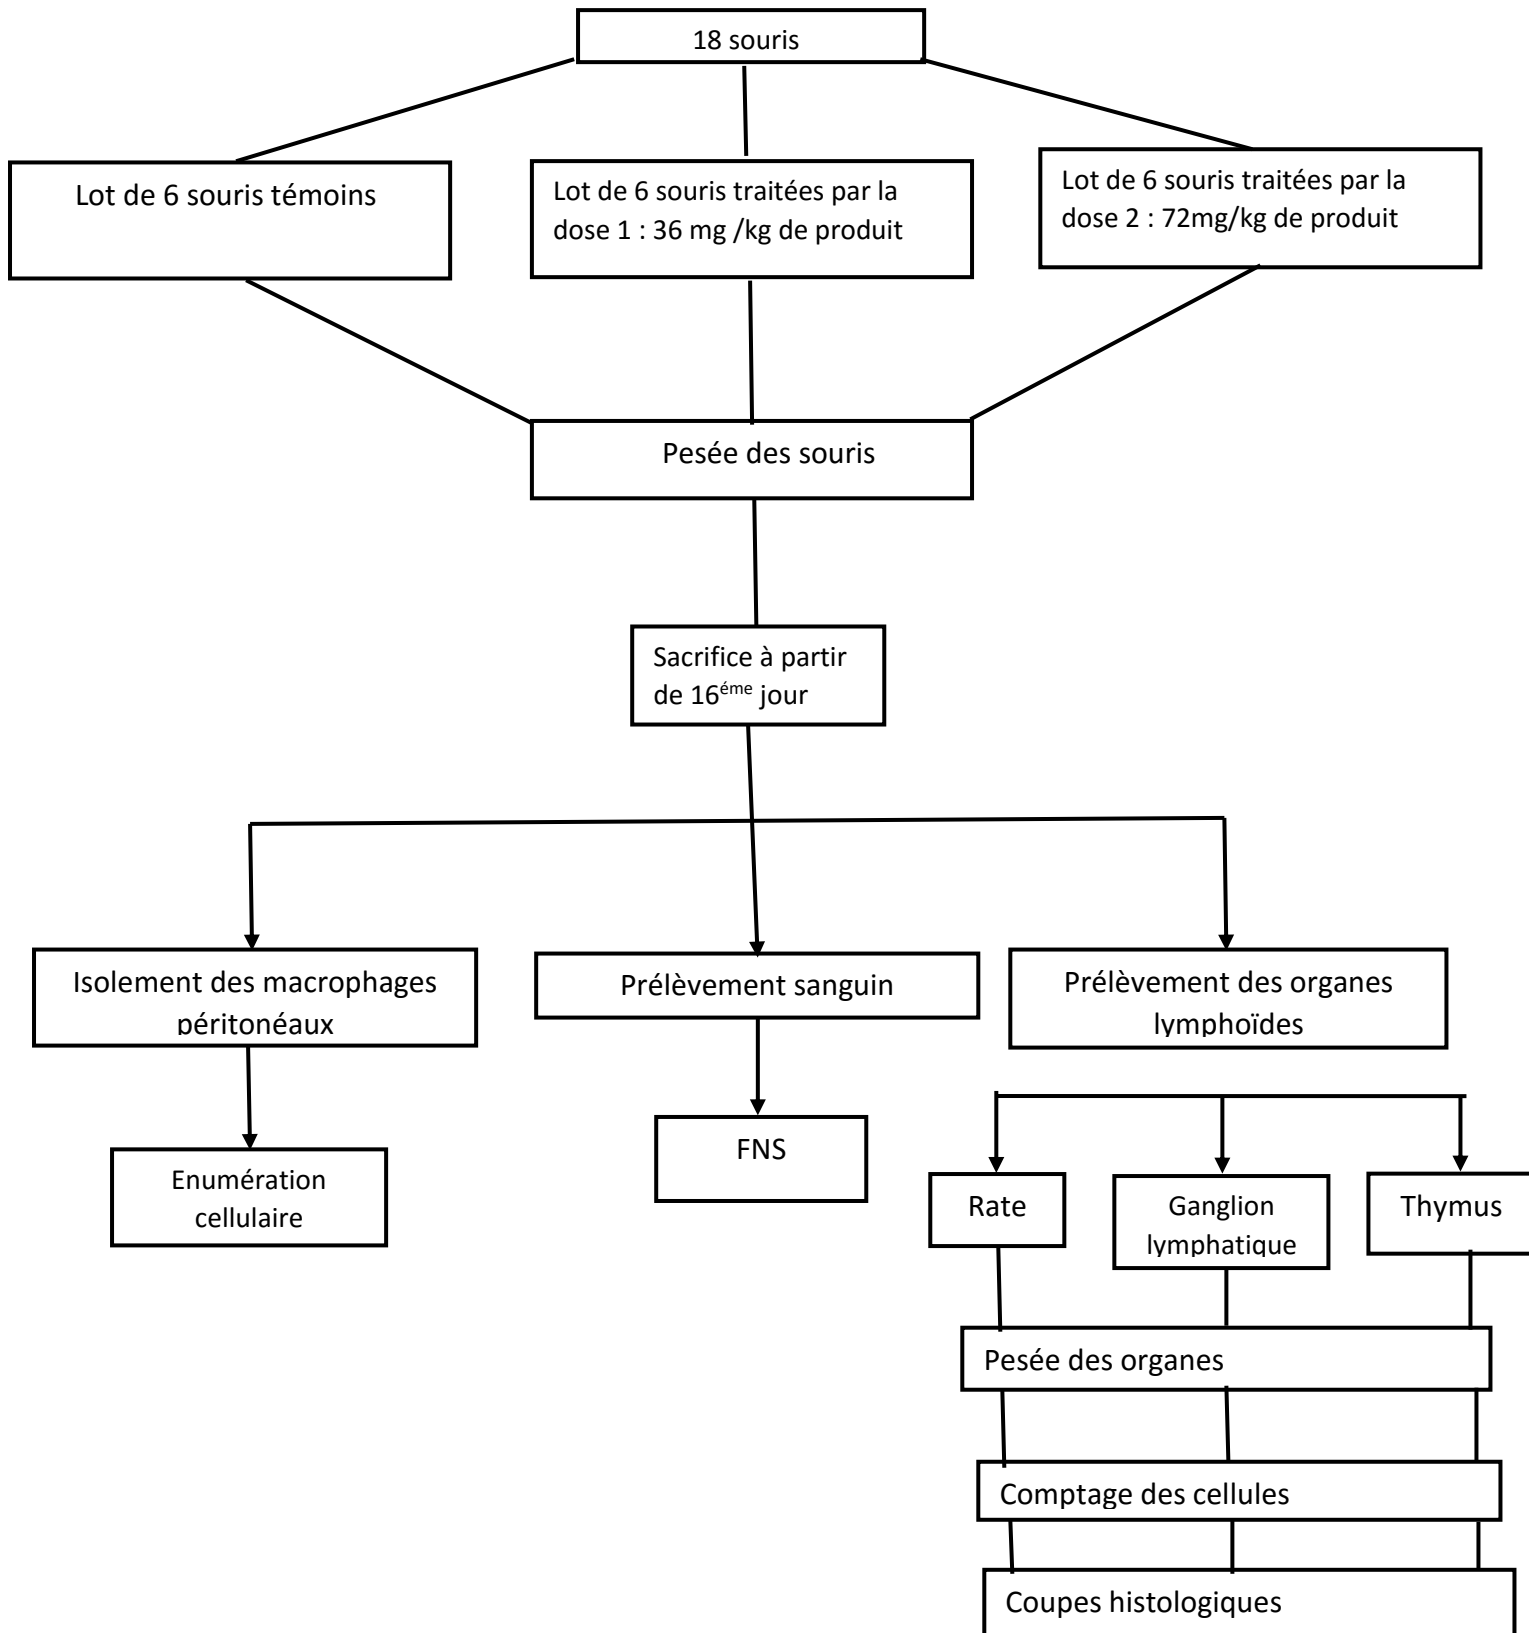 18 souris
Lot de 6 souris témoins
Lot de 6 souris traitées par la
dose 1 : 36 mg /kg de produit
Lot de 6 souris traitées par la
dose 2 : 72mg/kg de produit
Pesée des souris
Sacrifice à partir
de 16éme jour
Isolement des macrophages
péritonéaux
Prélèvement sanguin
Prélèvement des organes
lymphoïdes
Enumération
cellulaire
FNS
Rate
Ganglion
lymphatique
Thymus
Pesée des organes
Comptage des cellules
Coupes histologiques